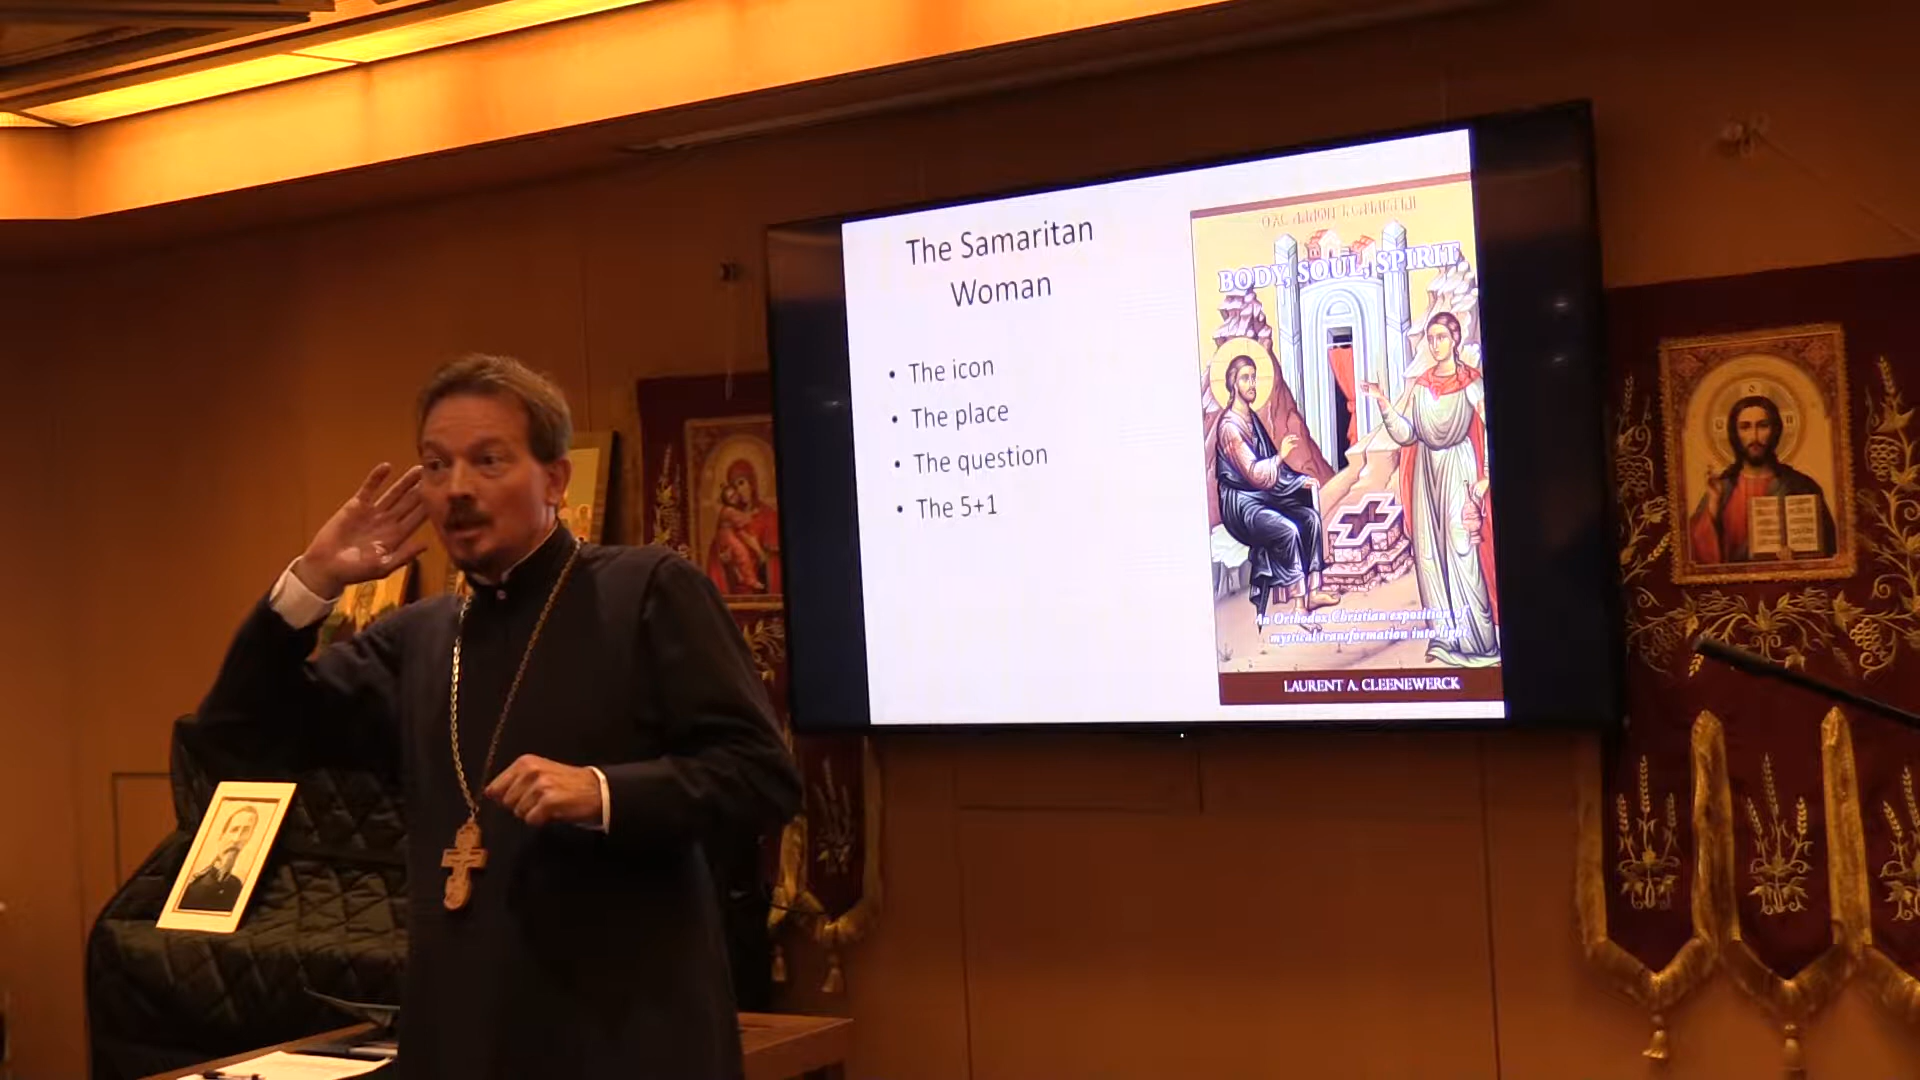 The Samaritan
Woman
• The icon
• The place
• The question
• The 5+1
BODY, SOUL, SPIRIT
An Orthodox Christian exposition of
mystical transformation into light
LAURENT A. CLEENEWERCK